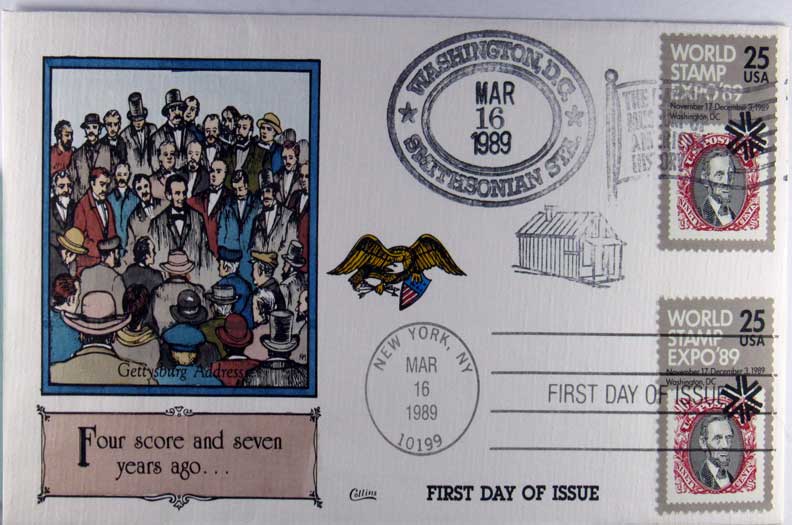 Gettysburg Address
Four score and seven
years ago...
Collins
FIRST DAY OF ISSUE
WASHINGTON, D.C.
MAR
16
1989
SMITHSONIAN STA.
THE
NEW YORK, NY
MAR
16
1989
10199
FIRST DAY OF ISSUE
WORLD
STAMP
EXPO'89
25
USA
November 17-December 3, 1989
Washington, DC
U.S. POST
WORLD
STAMP
EXPO'89
25
USA
November 17-December 3, 1989
Washington, DC